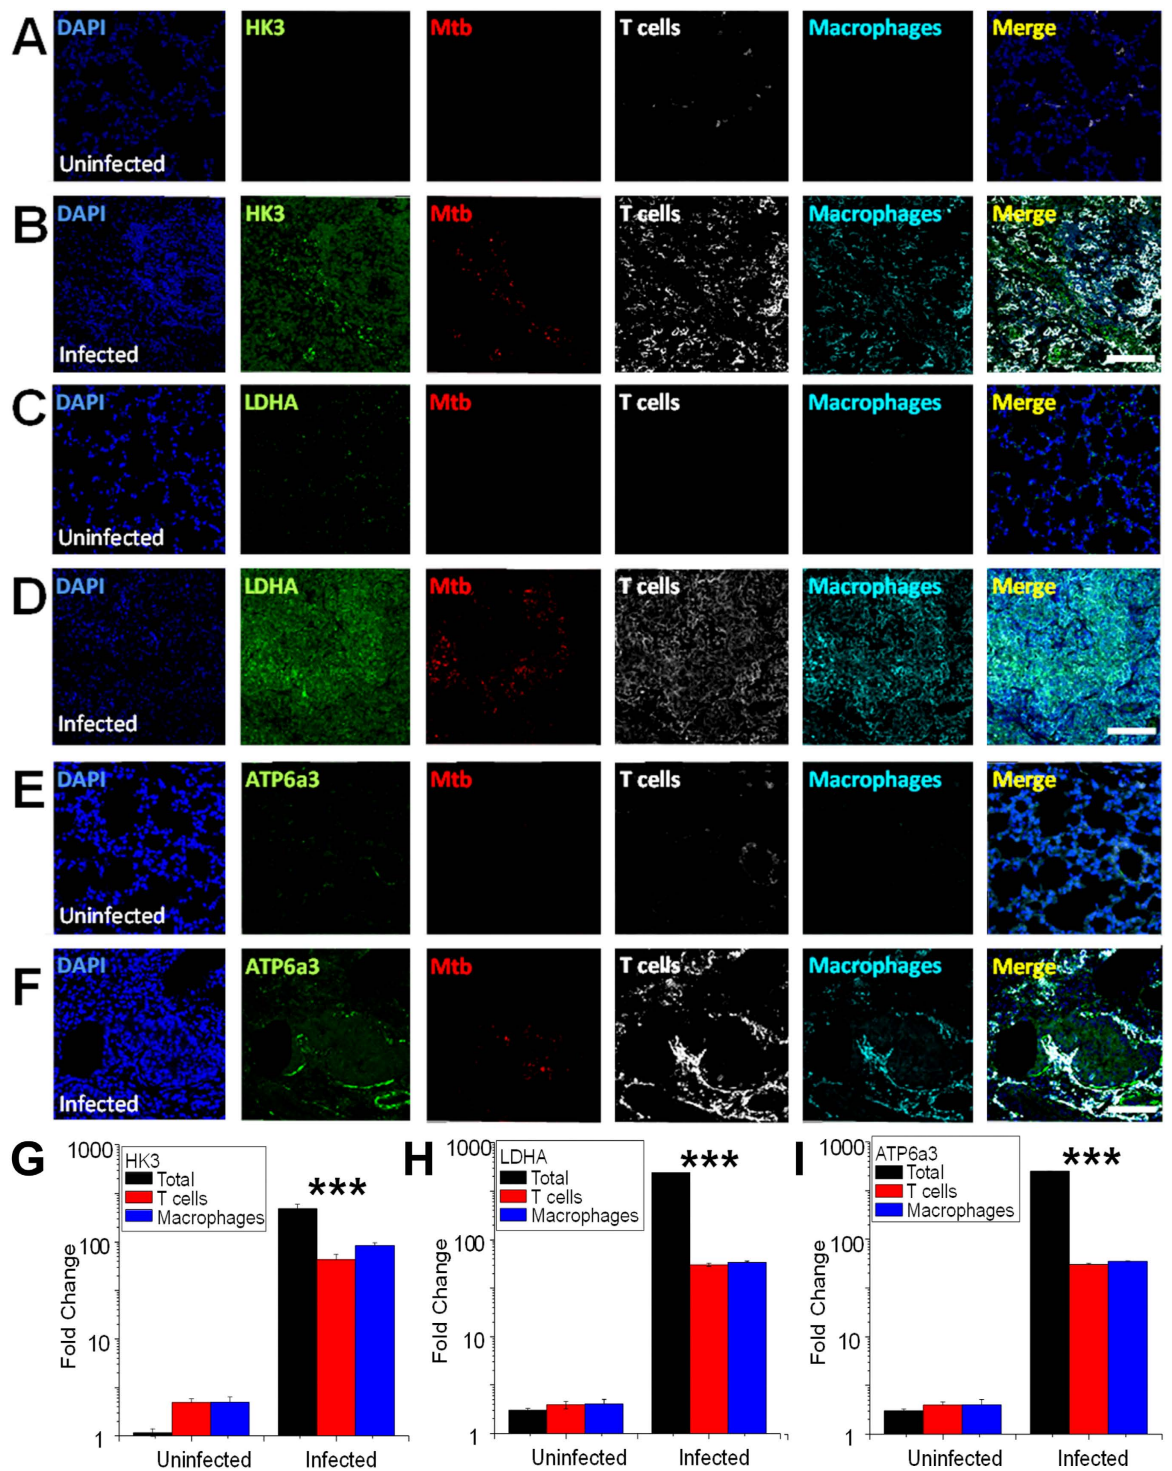 A
DAPI HK3 Mtb T cells Macrophages Merge
Uninfected
B
DAPI HK3 Mtb T cells Macrophages Merge
Infected
C
DAPI LDHA Mtb T cells Macrophages Merge
Uninfected
D
DAPI LDHA Mtb T cells Macrophages Merge
Infected
E
DAPI ATP6a3 Mtb T cells Macrophages Merge
Uninfected
F
DAPI ATP6a3 Mtb T cells Macrophages Merge
Infected
G
1000
100
10
1
Fold Change
HK3
Total
T cells
Macrophages
***
Uninfected Infected
H
1000
100
10
1
Fold Change
LDHA
Total
T cells
Macrophages
***
Uninfected Infected
I
1000
100
10
1
Fold Change
ATP6a3
Total
T cells
Macrophages
***
Uninfected Infected